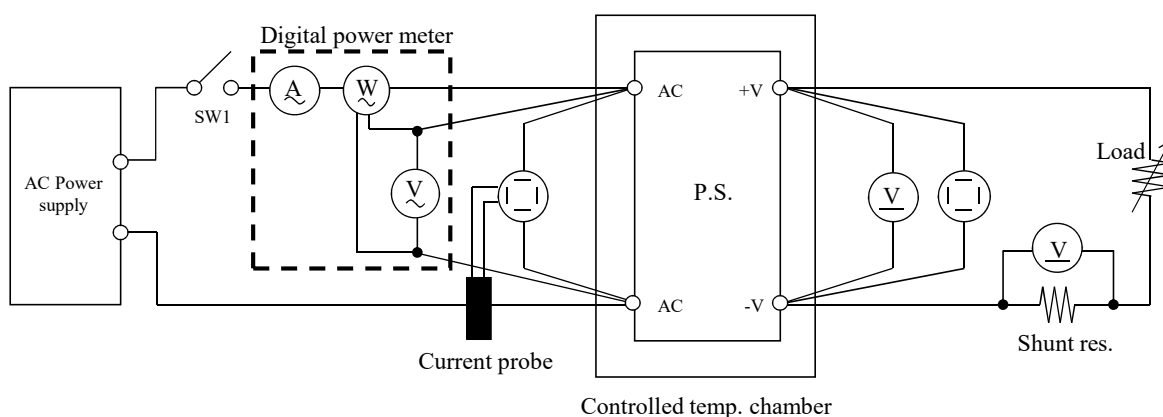 Digital power meter
A
W
SW1
AC
+V
Load
AC Power
supply
V
P.S.
V
V
AC
-V
Shunt res.
Current probe
Controlled temp. chamber